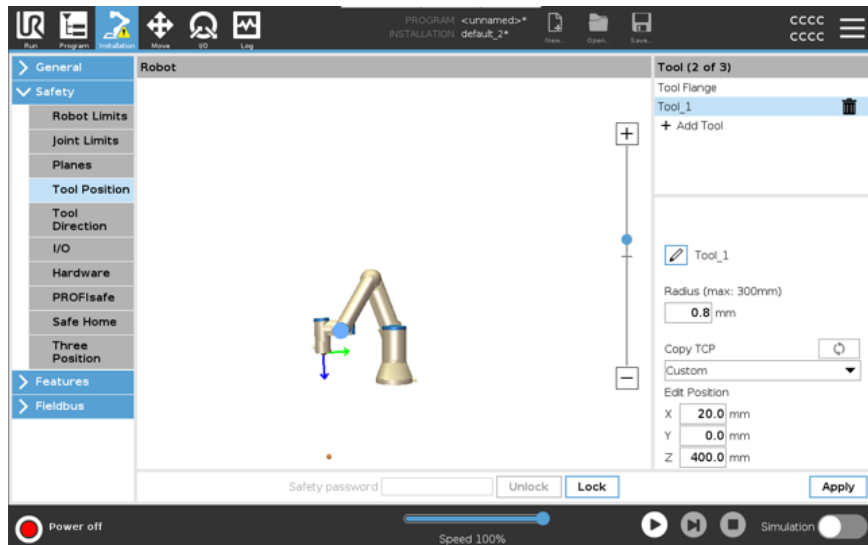 UR
Run
Program
Installation
Move
I/O
Log
PROGRAM <unnamed>*
INSTALLATION default_2*
New...
Open...
Save...
CCCC
CCCC
General
Safety
Robot Limits
Joint Limits
Planes
Tool Position
Tool
Direction
I/O
Hardware
PROFIsafe
Safe Home
Three
Position
Features
Fieldbus
Robot
Tool (2 of 3)
Tool Flange
Tool_1
+ Add Tool
Tool_1
Radius (max: 300mm)
0.8 mm
Copy TCP
Custom
Edit Position
X 20.0 mm
Y 0.0 mm
Z 400.0 mm
Safety password
Unlock
Lock
Apply
Power off
Speed 100%
Simulation